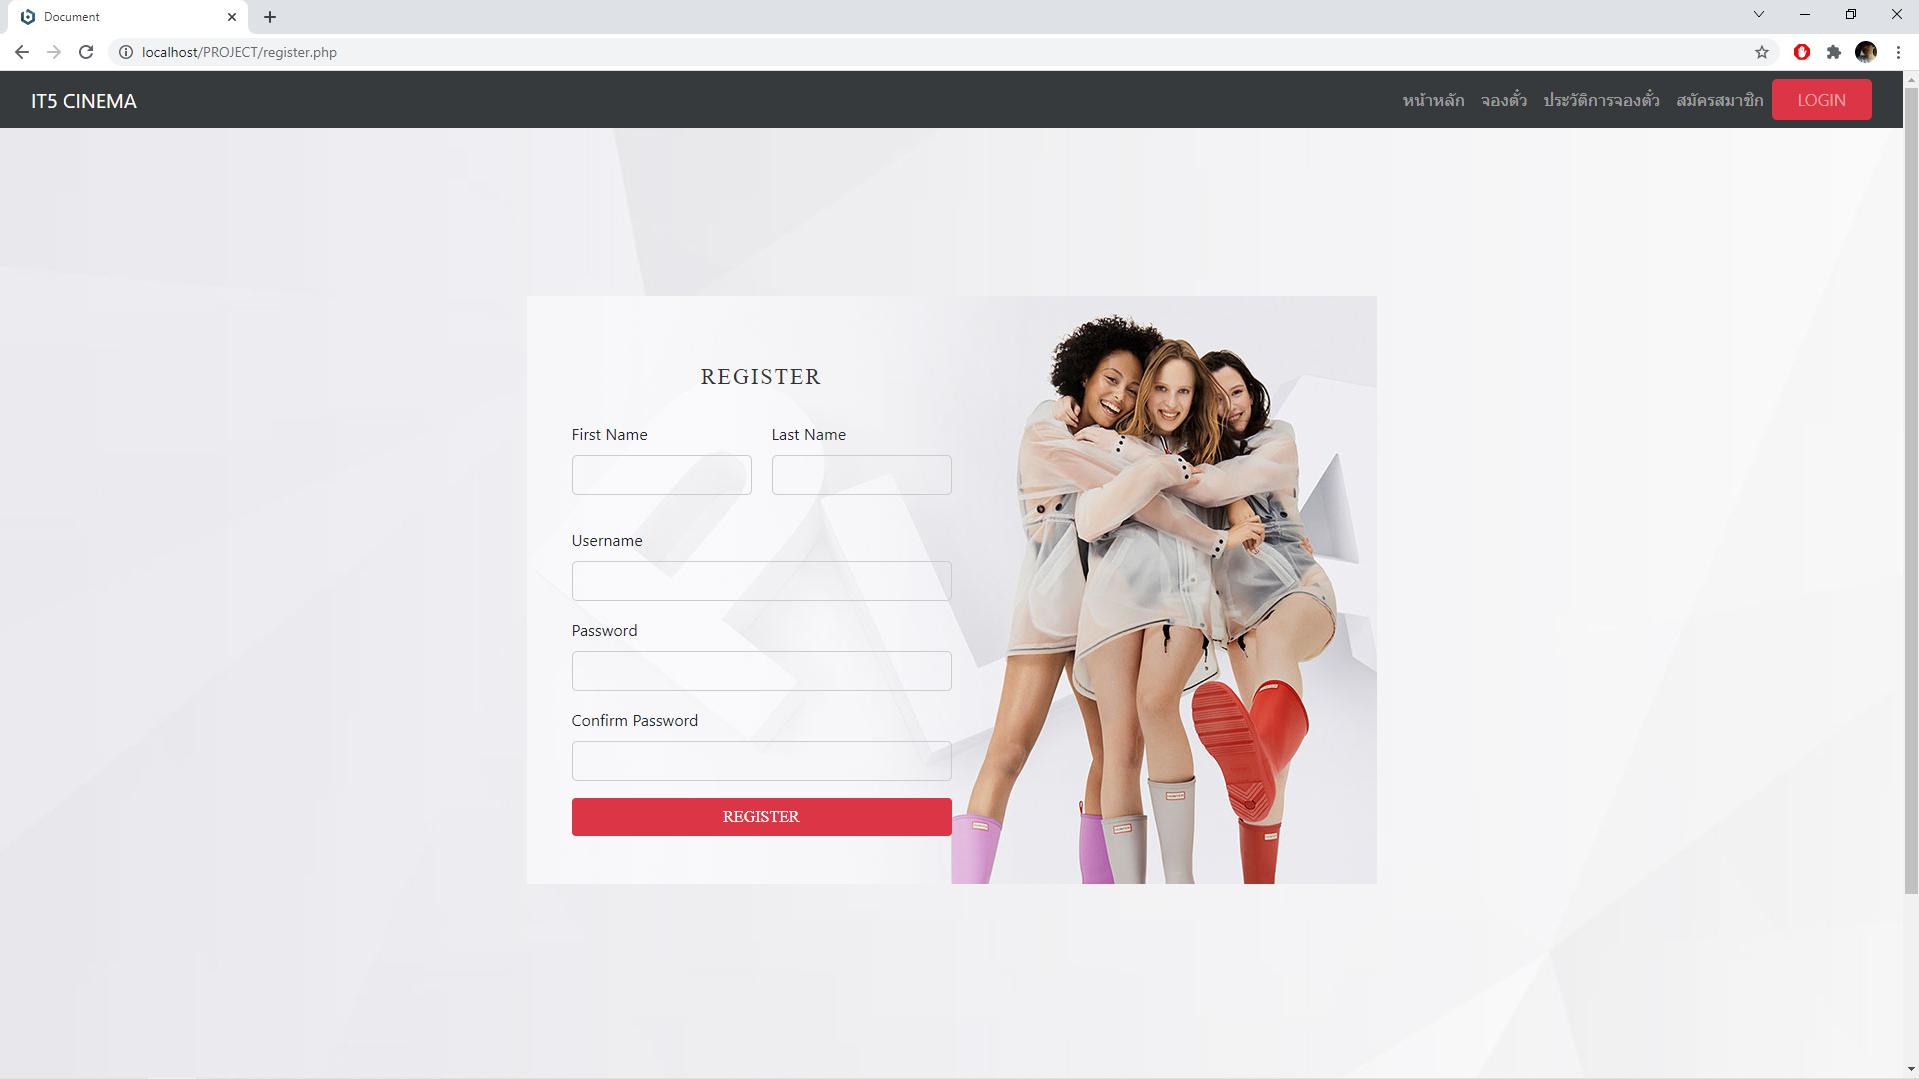 Document
localhost/PROJECT/register.php
IT5 CINEMA
หน้าหลัก
จองตั๋ว
ประวัติการจองตั๋ว
สมัครสมาชิก
LOGIN
REGISTER
First Name
Last Name
Username
Password
Confirm Password
REGISTER